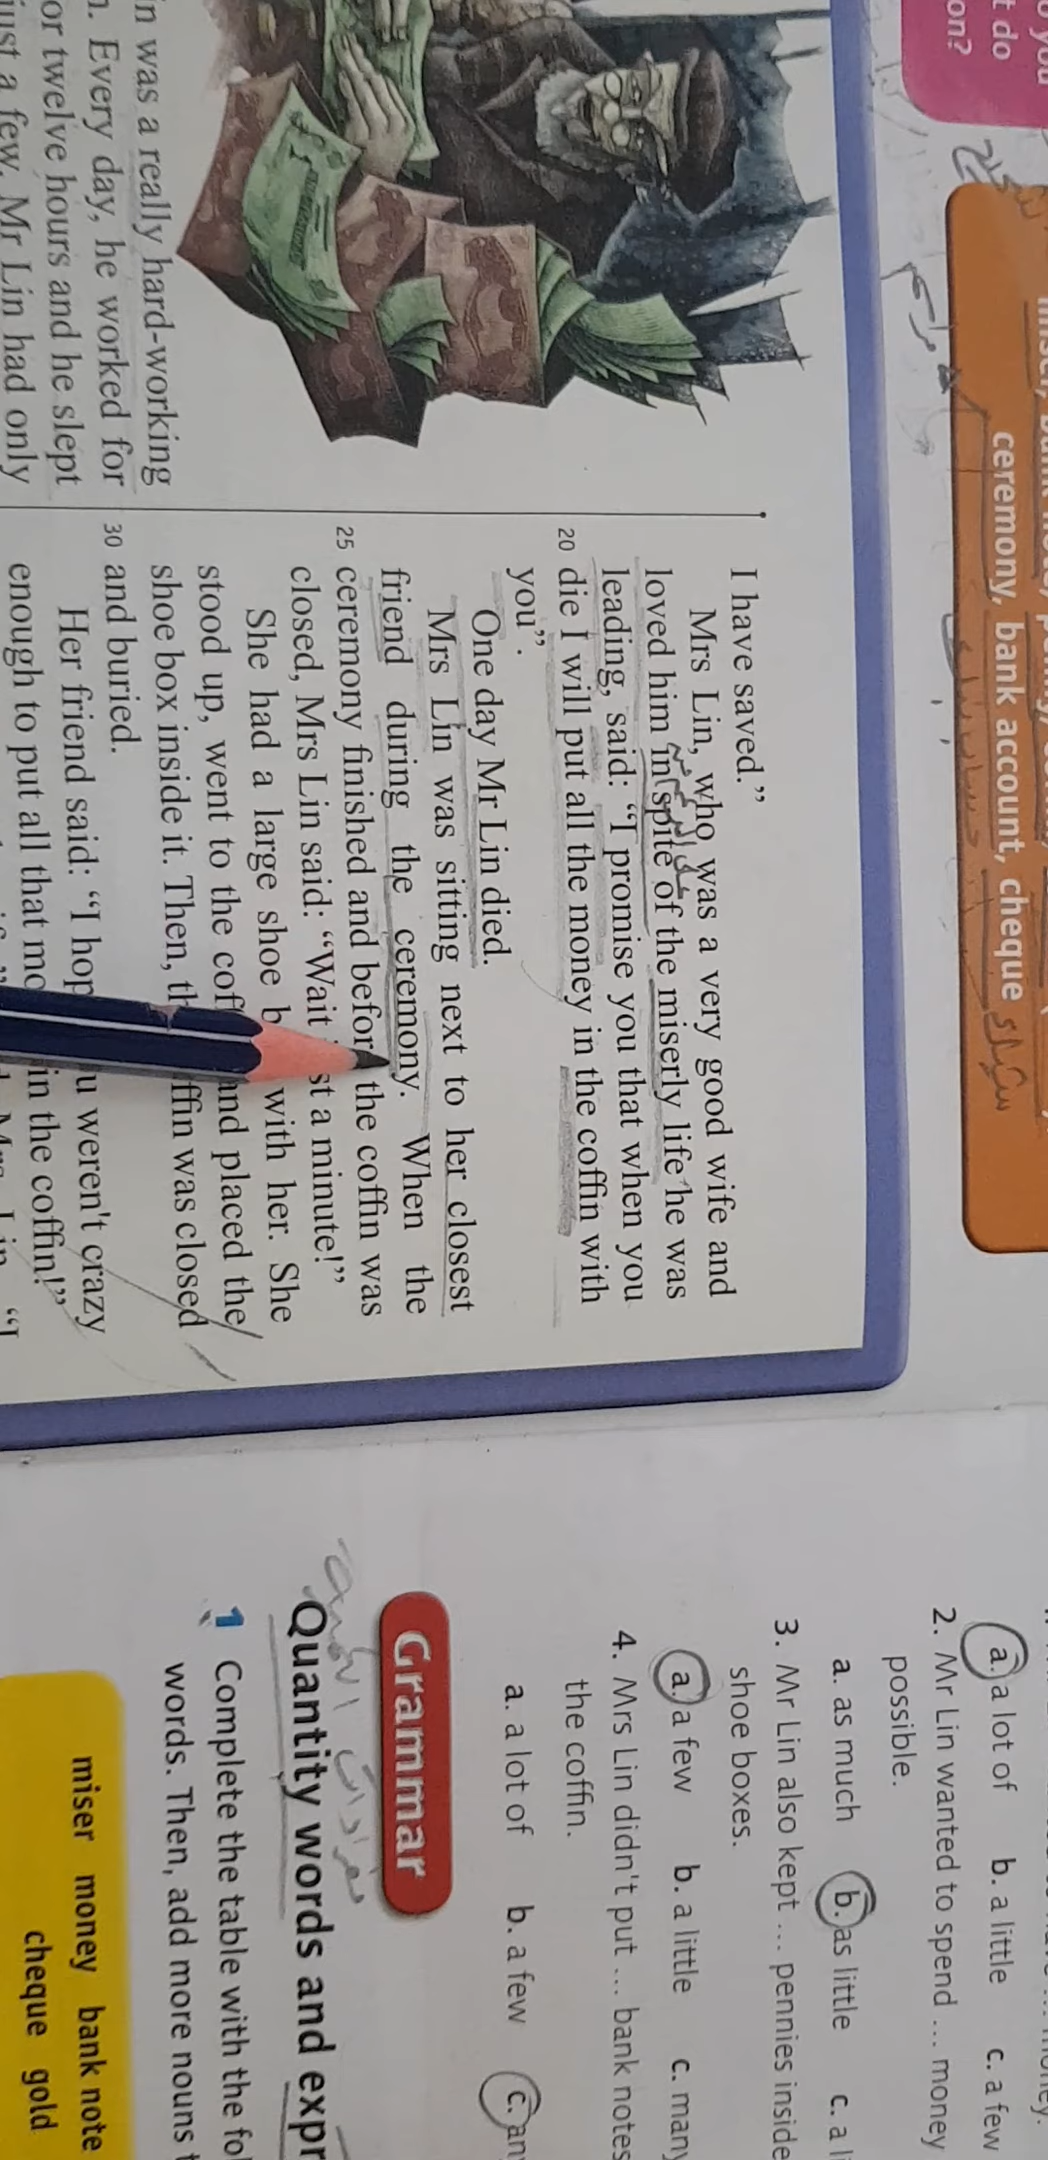 you
t do
on?
ceremony, bank account, cheque
in was a really hard-working
n. Every day, he worked for
or twelve hours and he slept
just a few. Mr Lin had only
I have saved.”
Mrs Lin, who was a very good wife and
loved him in spite of the miserly life he was
leading, said: “I promise you that when you
20 die I will put all the money in the coffin with
you”.
One day Mr Lin died.
Mrs Lin was sitting next to her closest
friend during the ceremony. When the
25 ceremony finished and befor the coffin was
closed, Mrs Lin said: “Wait st a minute!”
She had a large shoe b with her. She
stood up, went to the cof and placed the
shoe box inside it. Then, th ffin was closed
30 and buried.
Her friend said: “I hop u weren't crazy
enough to put all that mo in the coffin!”
a. a lot of b. a little c. a few
2. Mr Lin wanted to spend ... money
possible.
a. as much b. as little c. a li
3. Mr Lin also kept ... pennies inside
shoe boxes.
a. a few b. a little c. many
4. Mrs Lin didn't put ... bank notes
the coffin.
a. a lot of b. a few c. any
Grammar
Quantity words and expr
1 Complete the table with the fo
words. Then, add more nouns t
miser money bank note
cheque gold